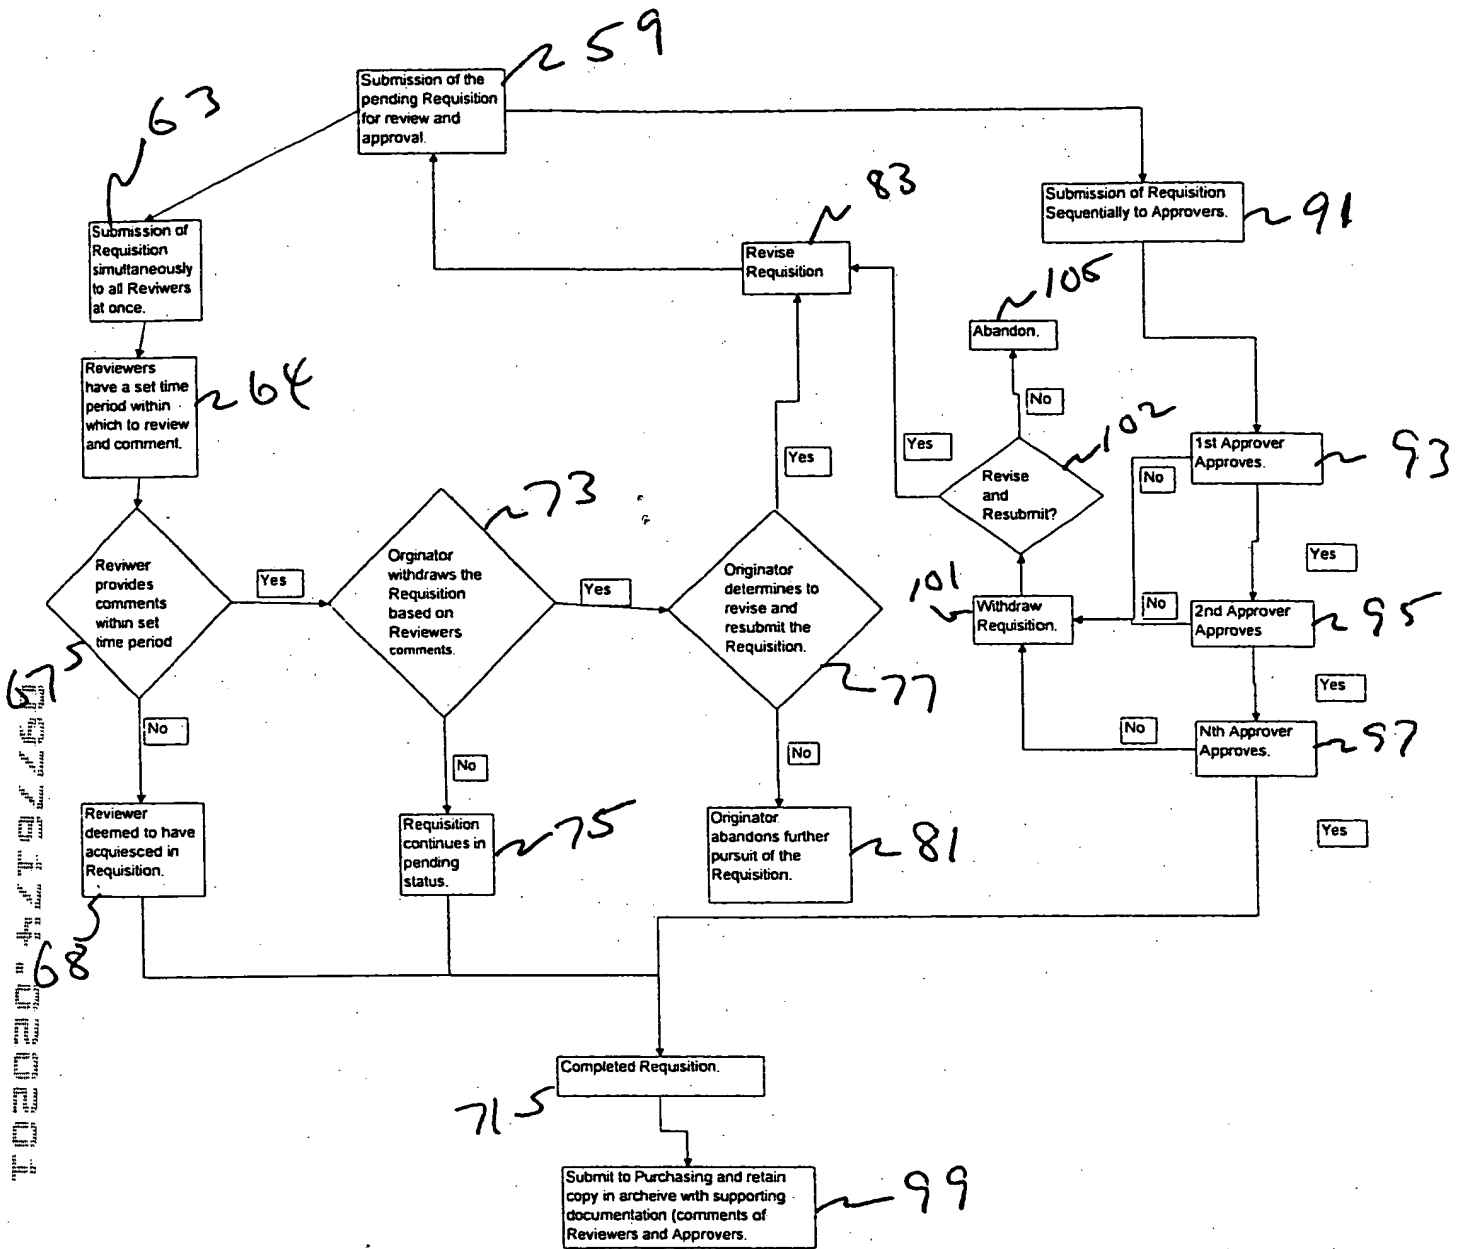 59
Submission of the
pending Requisition
for review and
approval.
63
83
Submission of Requisition
Sequentially to Approvers.
91
Submission of
Requisition
simultaneously
to all Reviwers
at once.
Revise
Requisition
105
Abandon.
Reviewers
have a set time
period within
which to review
and comment.
64
No
102
Yes
Yes
1st Approver
Approves.
93
No
Revise
and
Resubmit?
73
Yes
Reviwer
provides
comments
within set
time period
Yes
Orginator
withdraws the
Requisition
based on
Reviewers
comments.
Yes
Originator
determines to
revise and
resubmit the
Requisition.
101
Withdraw
Requisition.
No
2nd Approver
Approves
95
67
77
Yes
No
No
No
No
Nth Approver
Approves.
97
Reviewer
deemed to have
acquiesced in
Requisition.
68
Requisition
continues in
pending
status.
75
Originator
abandons further
pursuit of the
Requisition.
81
Yes
09776174.020201
Completed Requisition.
71
Submit to Purchasing and retain
copy in archeive with supporting
documentation (comments of
Reviewers and Approvers.
99